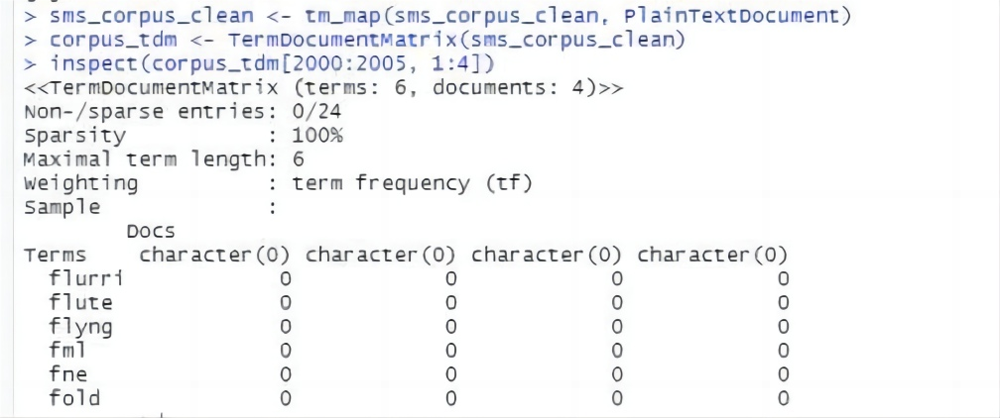 > sms_corpus_clean <- tm_map(sms_corpus_clean, PlainTextDocument)
> corpus_tdm <- TermDocumentMatrix(sms_corpus_clean)
> inspect(corpus_tdm[2000:2005, 1:4])
<<TermDocumentMatrix (terms: 6, documents: 4)>>
Non-/sparse entries: 0/24
Sparsity           : 100%
Maximal term length: 6
Weighting          : term frequency (tf)
Sample             :
        Docs
Terms    character(0) character(0) character(0) character(0)
  flurri            0            0            0            0
  flute             0            0            0            0
  flyng             0            0            0            0
  fml               0            0            0            0
  fne               0            0            0            0
  fold              0            0            0            0